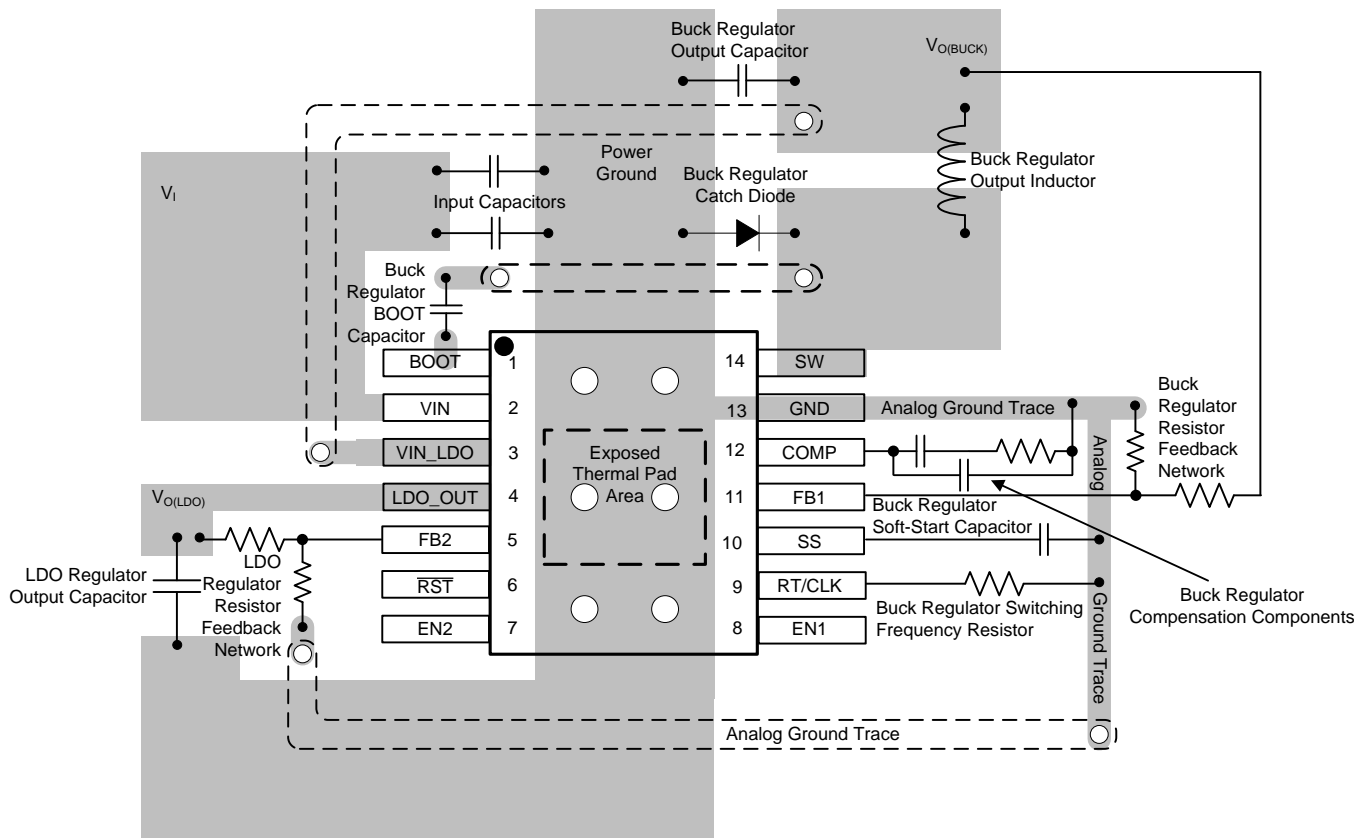 Buck Regulator
Output Capacitor
VO(BUCK)
Power
Ground
Buck Regulator
Catch Diode
Buck Regulator
Output Inductor
VI
Input Capacitors
Buck
Regulator
BOOT
Capacitor
BOOT
1
14
SW
VIN
2
13
GND
Analog Ground Trace
Buck
Regulator
Resistor
Feedback
Network
VIN_LDO
3
Exposed
Thermal Pad
Area
12
COMP
Analog
Ground Trace
VO(LDO)
LDO_OUT
4
11
FB1
Buck Regulator
Soft-Start Capacitor
FB2
5
10
SS
LDO Regulator
Output Capacitor
LDO
Regulator
Resistor
Feedback
Network
RST
6
9
RT/CLK
Buck Regulator Switching
Frequency Resistor
Buck Regulator
Compensation Components
EN2
7
8
EN1
Analog Ground Trace